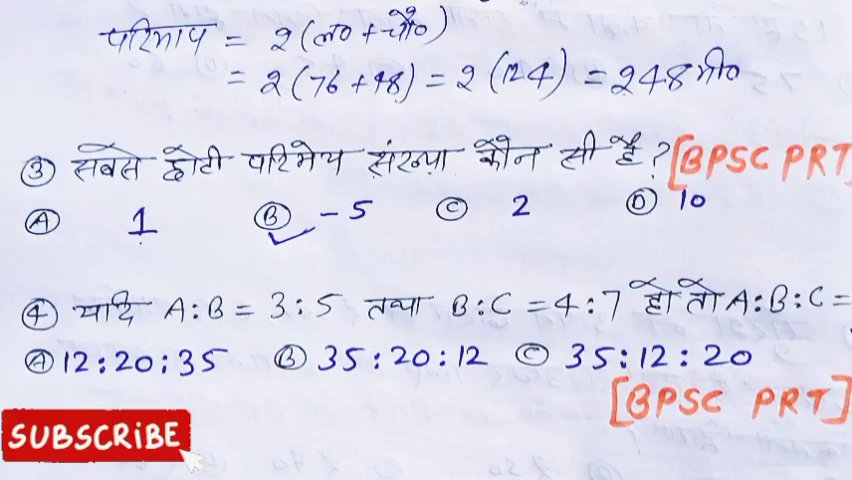 परिमाप = 2(ल० + चौ०)
= 2(76 + 48) = 2(124) = 248 मी०
③ सबसे छोटी परिमेय संख्या कौन सी है? [BPSC PRT
Ⓐ 1 Ⓑ -5 Ⓒ 2 Ⓓ 10
④ यदि A:B = 3:5 तथा B:C = 4:7 हो तो A:B:C =
Ⓐ 12:20:35 Ⓑ 35:20:12 Ⓒ 35:12:20
[BPSC PRT]
SUBSCRIBE